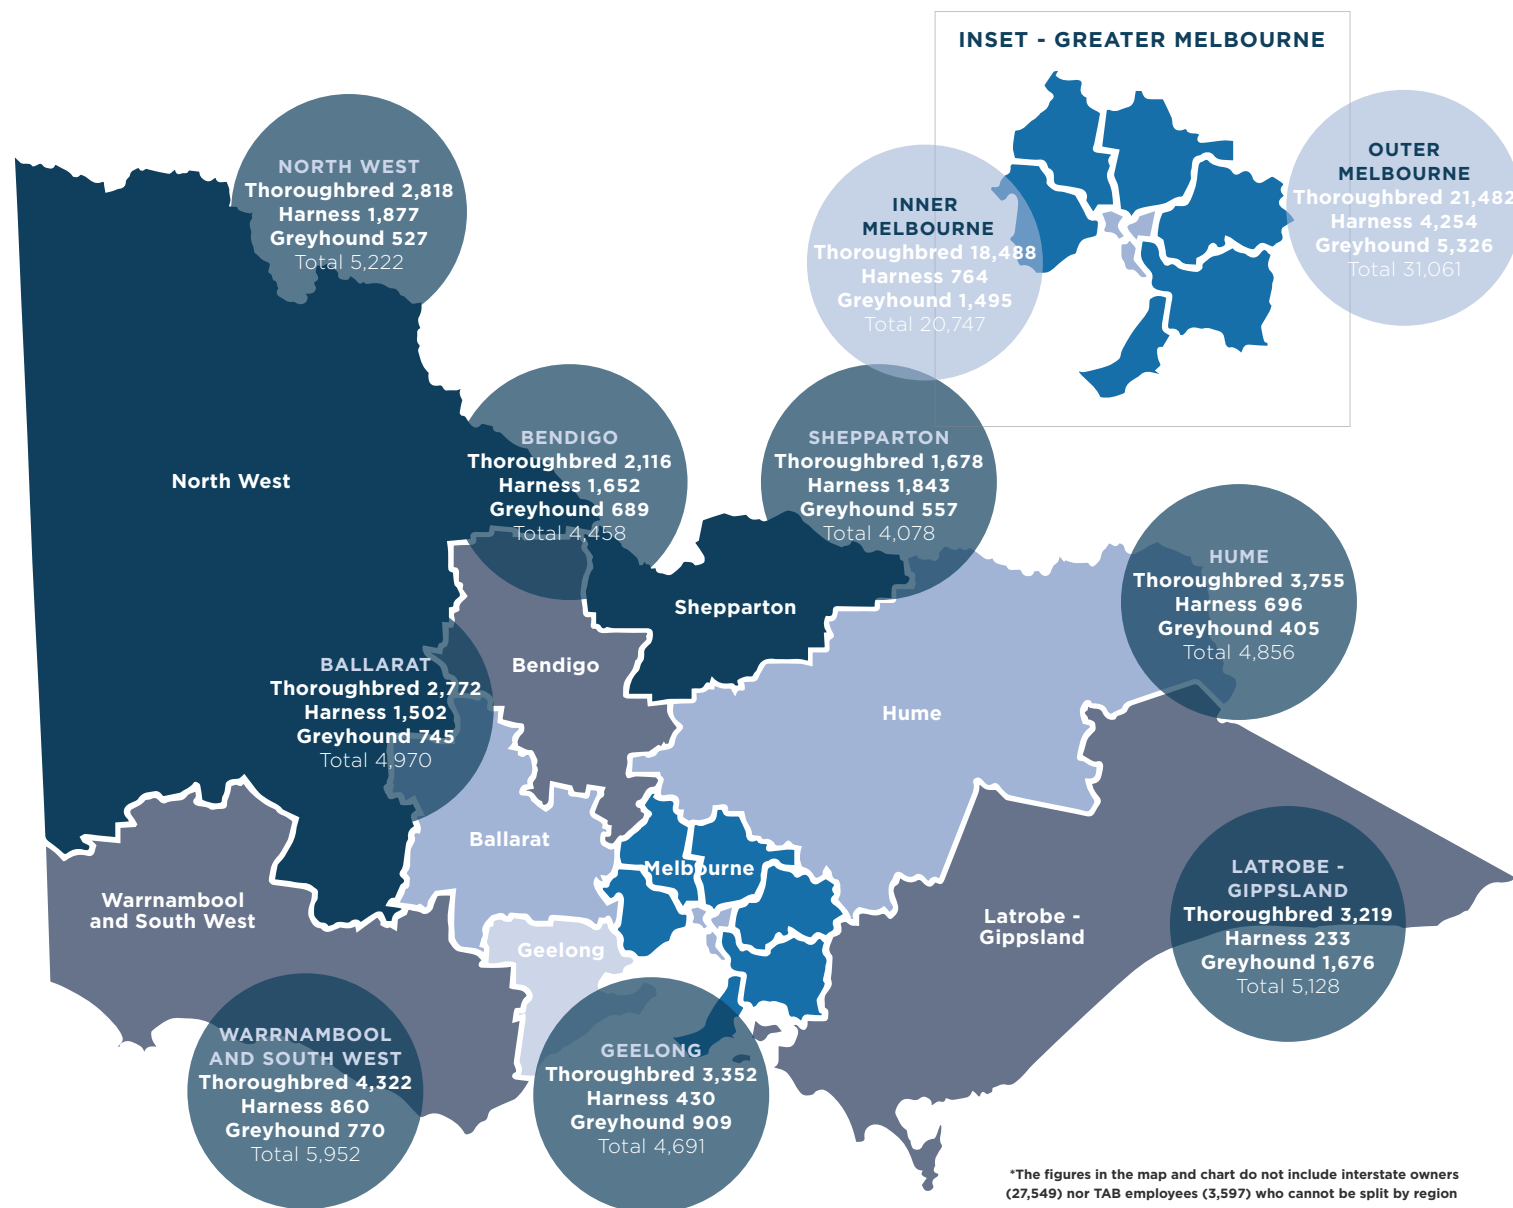 INSET - GREATER MELBOURNE
NORTH WEST
Thoroughbred 2,818
Harness 1,877
Greyhound 527
Total 5,222
INNER
MELBOURNE
Thoroughbred 18,488
Harness 764
Greyhound 1,495
Total 20,747
OUTER
MELBOURNE
Thoroughbred 21,482
Harness 4,254
Greyhound 5,326
Total 31,061
BENDIGO
Thoroughbred 2,116
Harness 1,652
Greyhound 689
Total 4,458
SHEPPARTON
Thoroughbred 1,678
Harness 1,843
Greyhound 557
Total 4,078
HUME
Thoroughbred 3,755
Harness 696
Greyhound 405
Total 4,856
North West
Shepparton
Bendigo
BALLARAT
Thoroughbred 2,772
Harness 1,502
Greyhound 745
Total 4,970
Hume
Ballarat
Melbourne
Warrnambool
and South West
Geelong
Latrobe -
Gippsland
LATROBE -
GIPPSLAND
Thoroughbred 3,219
Harness 233
Greyhound 1,676
Total 5,128
WARRNAMBOOL
AND SOUTH WEST
Thoroughbred 4,322
Harness 860
Greyhound 770
Total 5,952
GEELONG
Thoroughbred 3,352
Harness 430
Greyhound 909
Total 4,691
*The figures in the map and chart do not include interstate owners
(27,549) nor TAB employees (3,597) who cannot be split by region